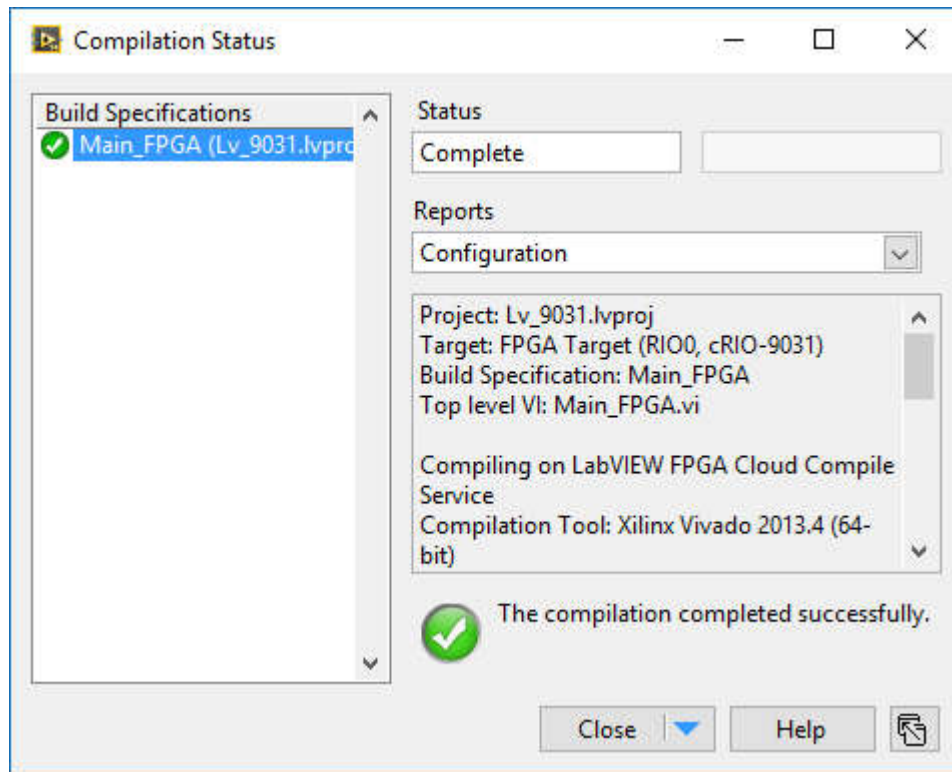 Compilation Status
Build Specifications
Main_FPGA (Lv_9031.lvpro
Status
Complete
Reports
Configuration
Project: Lv_9031.lvproj
Target: FPGA Target (RIO0, cRIO-9031)
Build Specification: Main_FPGA
Top level VI: Main_FPGA.vi
Compiling on LabVIEW FPGA Cloud Compile
Service
Compilation Tool: Xilinx Vivado 2013.4 (64-
bit)
The compilation completed successfully.
Close
Help